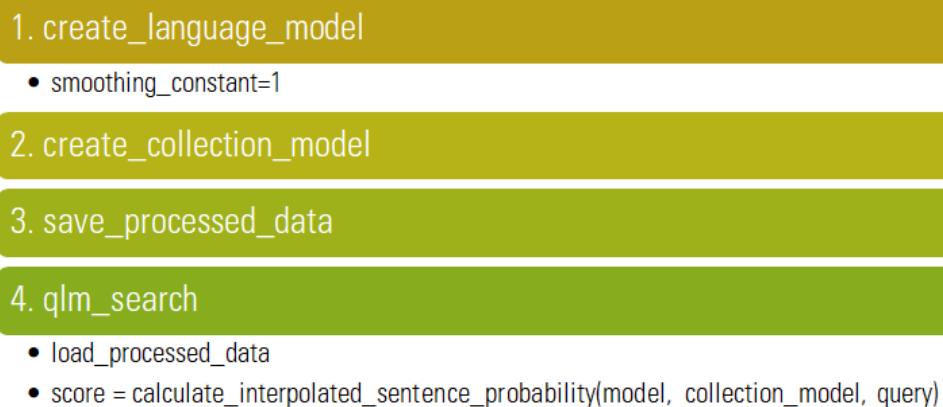 1. create_language_model
• smoothing_constant=1
2. create_collection_model
3. save_processed_data
4. qlm_search
• load_processed_data
• score = calculate_interpolated_sentence_probability(model, collection_model, query)